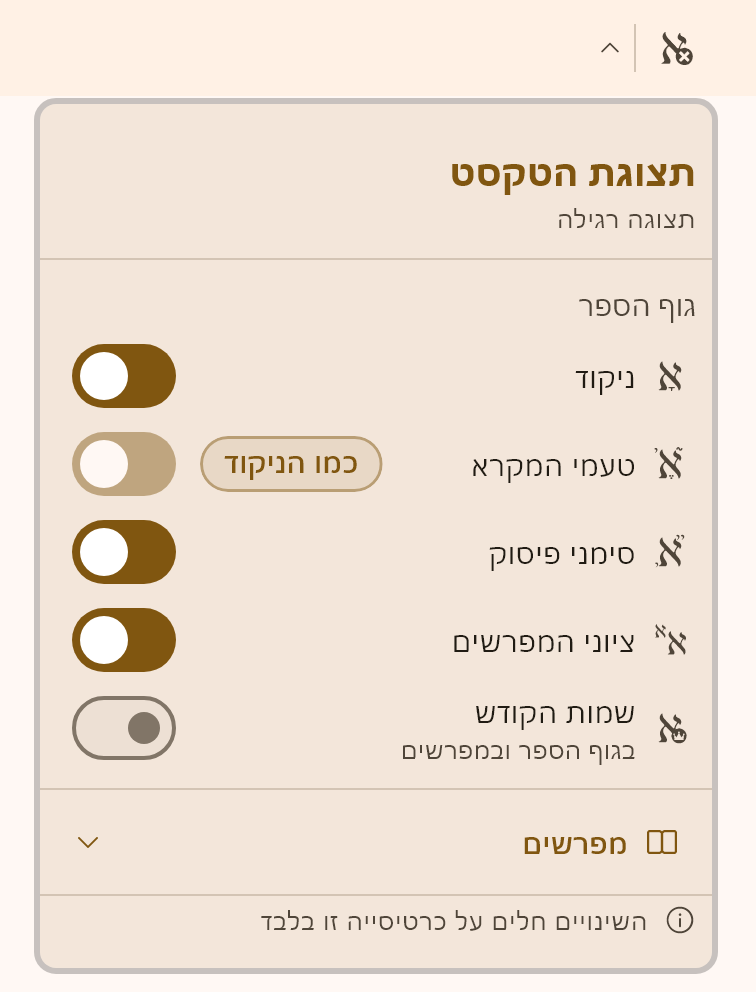 תצוגת הטקסט
תצוגה רגילה
גוף הספר
ניקוד
טעמי המקרא כמו הניקוד
סימני פיסוק
ציוני המפרשים
שמות הקודש
בגוף הספר ובמפרשים
מפרשים
השינויים חלים על כרטיסייה זו בלבד